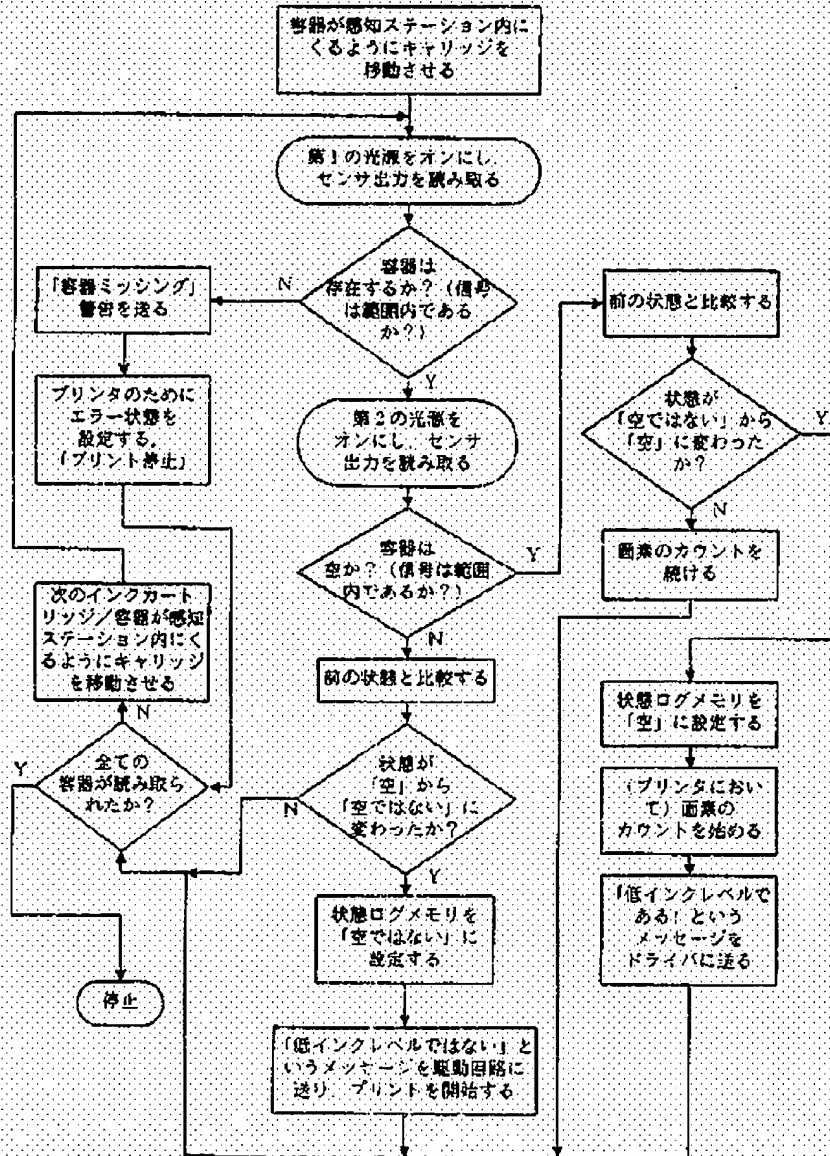 容器が感知ステーション内に
くるようにキャリッジを
移動させる
第1の光源をオンにし、
センサ出力を読み取る
容器は
存在するか?(信号
は範囲内である
か?)
N
Y
「容器ミッシング」
警告を送る
プリンタのために
エラー状態を
設定する。
(プリント停止)
第2の光源を
オンにし、センサ
出力を読み取る
容器は
空か?(信号は範囲
内であるか?)
Y
N
前の状態と比較する
状態が
「空ではない」から
「空」に変わった
か?
Y
N
画素のカウントを
続ける
次のインクカート
リッジ/容器が感知
ステーション内にく
るようにキャリッジ
を移動させる
N
全ての
容器が読み取ら
れたか?
Y
停止
前の状態と比較する
状態が
「空」から
「空ではない」に
変わったか?
N
Y
状態ログメモリを
「空ではない」に
設定する
「低インクレベルではない」と
いうメッセージを駆動回路に
送り、プリントを開始する
状態ログメモリを
「空」に設定する
(プリンタにおい
て)画素の
カウントを始める
「低インクレベルで
ある」という
メッセージを
ドライバに送る